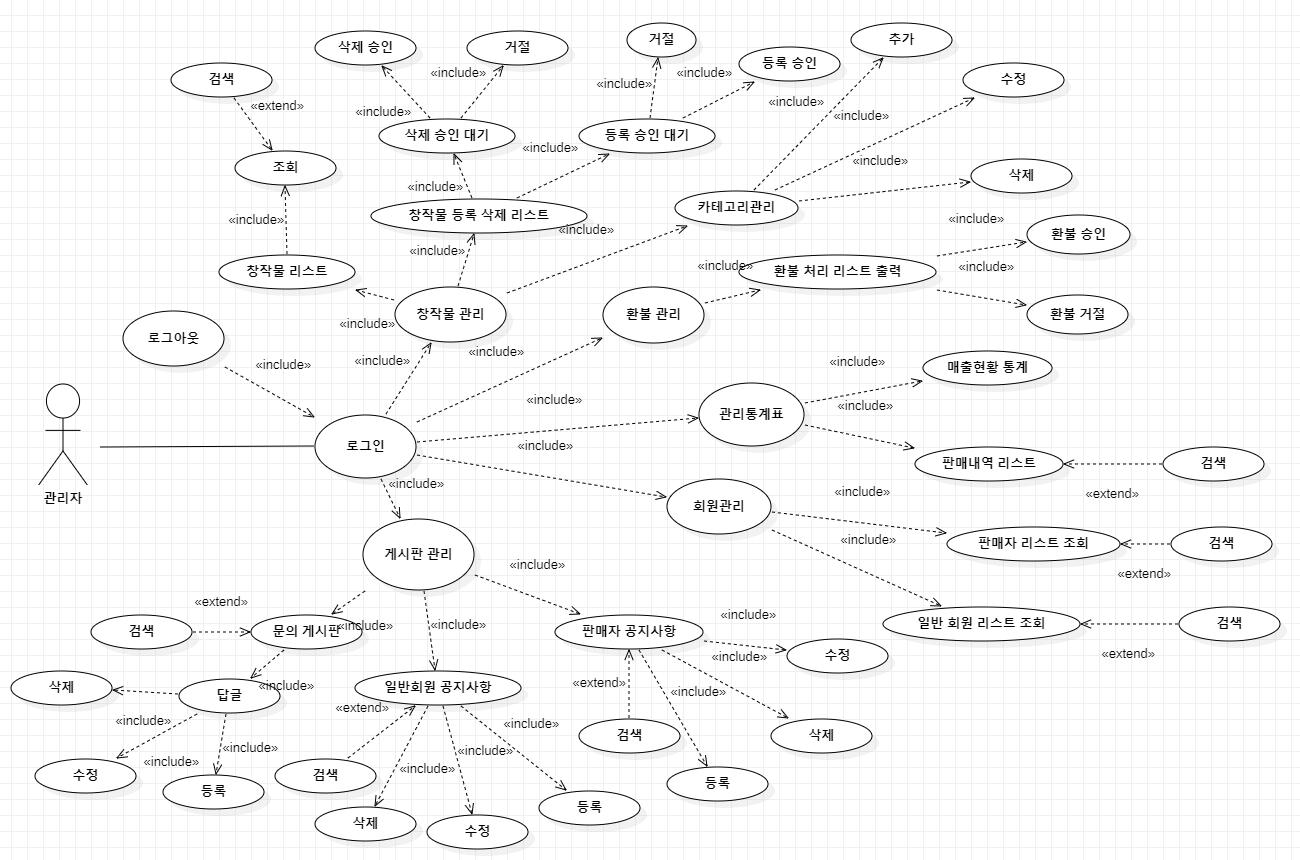 삭제 승인
거절
거절
등록 승인
추가
검색
«include»
«include»
«include»
수정
«extend»
«include»
«include»
«include»
삭제 승인 대기
등록 승인 대기
«include»
조회
«include»
삭제
«include»
창작물 등록 삭제 리스트
카테고리관리
«include»
«include»
«include»
환불 승인
«include»
창작물 리스트
«include»
환불 처리 리스트 출력
«include»
창작물 관리
환불 관리
환불 거절
로그아웃
«include»
«include»
«include»
«include»
«include»
매출현황 통계
«include»
«include»
관리통계표
로그인
«include»
판매내역 리스트
검색
«include»
«include»
«extend»
관리자
회원관리
«include»
판매자 리스트 조회
검색
게시판 관리
«include»
«extend»
«extend»
«include»
일반 회원 리스트 조회
검색
검색
문의 게시판
«include»
«include»
판매자 공지사항
«include»
수정
«include»
«extend»
삭제
답글
«include»
일반회원 공지사항
«extend»
«include»
«extend»
«include»
«include»
검색
삭제
«include»
«include»
«include»
«include»
수정
등록
검색
등록
등록
삭제
수정